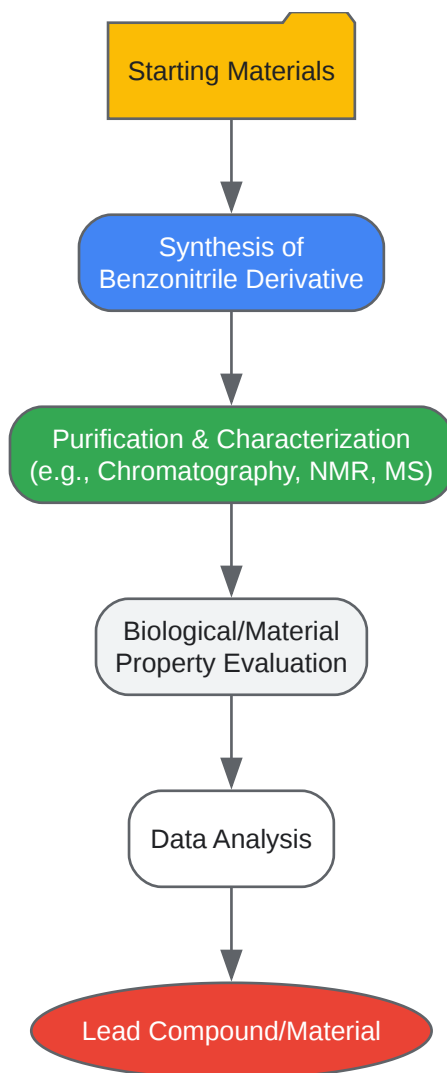 Starting Materials
Synthesis of
Benzonitrile Derivative
Purification & Characterization
(e.g., Chromatography, NMR, MS)
Biological/Material
Property Evaluation
Data Analysis
Lead Compound/Material